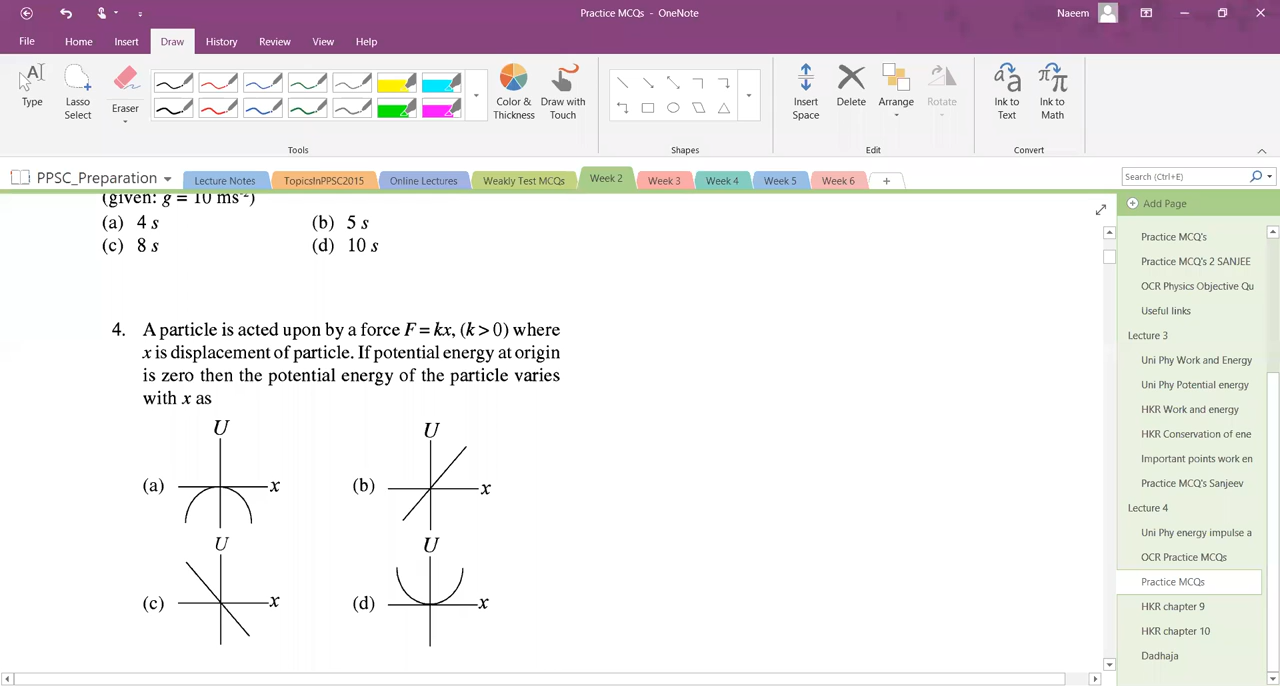 Practice MCQs - OneNote
Naeem
File Home Insert Draw History Review View Help
Type
Lasso Select
Eraser
Color & Thickness
Draw with Touch
Insert Space
Delete
Arrange
Rotate
Ink to Text
Ink to Math
Tools
Shapes
Edit
Convert
PPSC_Preparation
Lecture Notes
TopicsInPPSC2015
Online Lectures
Weakly Test MCQs
Week 2
Week 3
Week 4
Week 5
Week 6
Search (Ctrl+E)
Add Page
(given: g = 10 ms⁻²)
(a) 4 s (b) 5 s
(c) 8 s (d) 10 s
4. A particle is acted upon by a force F = kx, (k > 0) where
x is displacement of particle. If potential energy at origin
is zero then the potential energy of the particle varies
with x as
U U
(a) x (b) x
U U
(c) x (d) x
Practice MCQ's
Practice MCQ's 2 SANJEE
OCR Physics Objective Qu
Useful links
Lecture 3
Uni Phy Work and Energy
Uni Phy Potential energy
HKR Work and energy
HKR Conservation of ene
Important points work en
Practice MCQ's Sanjeev
Lecture 4
Uni Phy energy impulse a
OCR Practice MCQs
Practice MCQs
HKR chapter 9
HKR chapter 10
Dadhaja